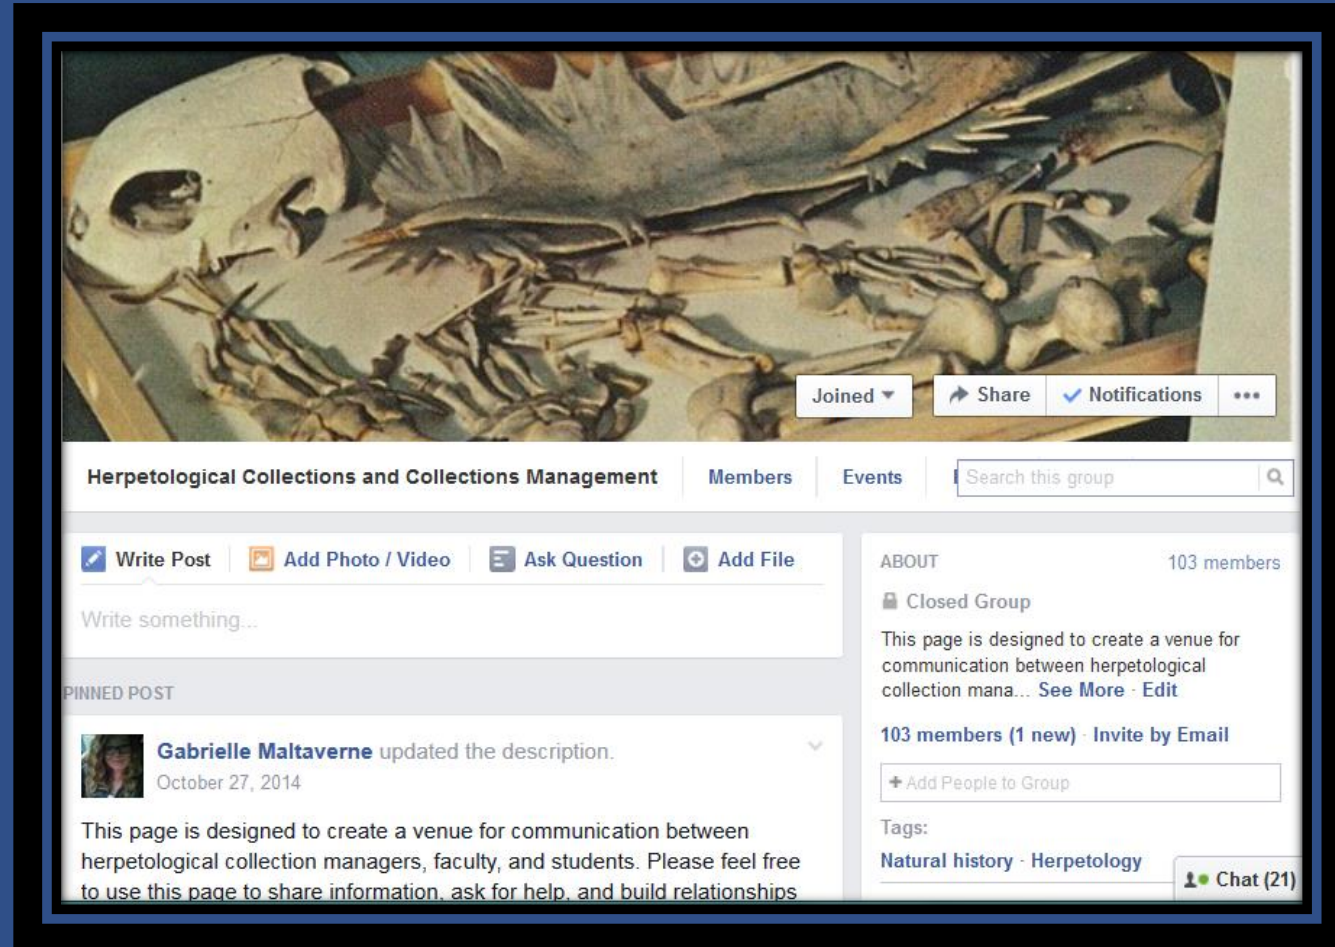 Joined
Share
Notifications
Herpetological Collections and Collections Management
Members
Events
Search this group
Write Post
Add Photo / Video
Ask Question
Add File
Write something...
PINNED POST
Gabrielle Maltaverne updated the description.
October 27, 2014
This page is designed to create a venue for communication between
herpetological collection managers, faculty, and students. Please feel free
to use this page to share information, ask for help, and build relationships
ABOUT
103 members
Closed Group
This page is designed to create a venue for
communication between herpetological
collection mana... See More · Edit
103 members (1 new) · Invite by Email
+ Add People to Group
Tags:
Natural history · Herpetology
Chat (21)